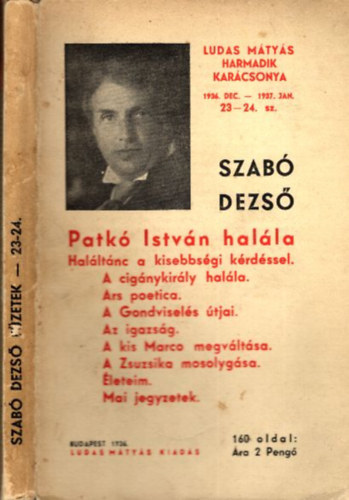 LUDAS MÁTYÁS
HARMADIK
KARÁCSONYA
1936. DEC. — 1937. JAN.
23—24. sz.
SZABÓ
DEZSŐ
Patkó István halála
Haláltánc a kisebbségi kérdéssel.
A cigánykirály halála.
Ars poetica.
A Gondviselés útjai.
Az igazság.
A kis Marco megváltása.
A Zsuzsika mosolygása.
Életeim.
Mai jegyzetek.
BUDAPEST 1936.
LUDAS MÁTYÁS KIADÁS
160 oldal:
Ára 2 Pengő
SZABÓ DEZSŐ FÜZETEK — 23-24.